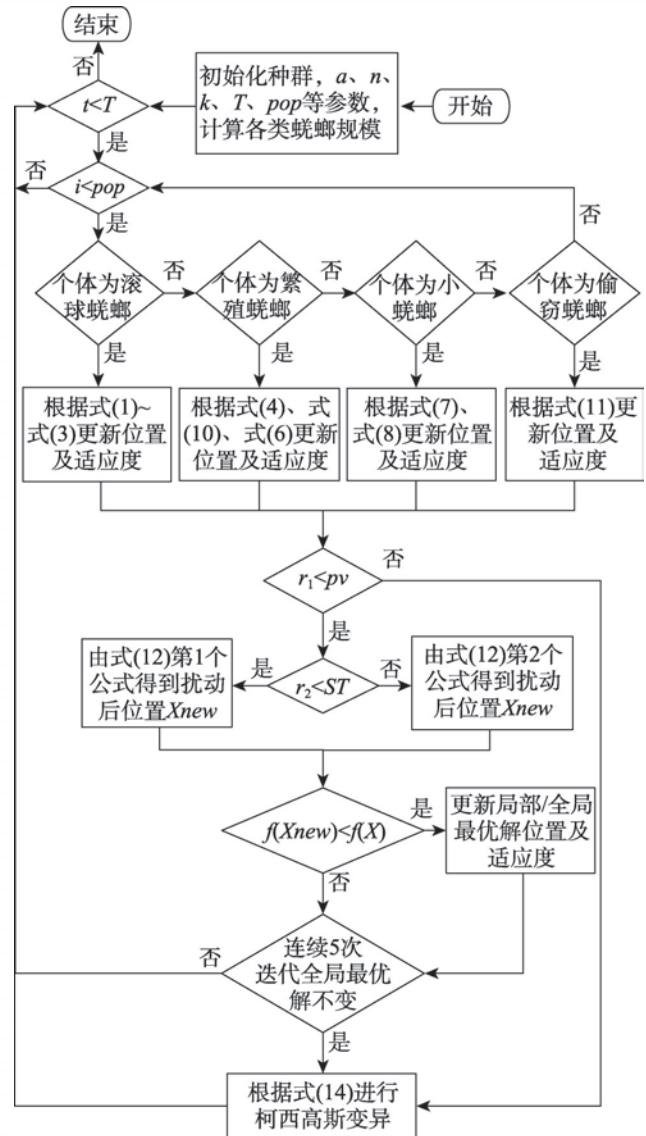 结束
否
t<T
初始化种群，a、n、
k、T、pop等参数，
计算各类蜣螂规模
开始
是
否
i<pop
是
否
个体为滚
球蜣螂
否
个体为繁
殖蜣螂
否
个体为小
蜣螂
否
个体为偷
窃蜣螂
是
是
是
是
根据式(1)~
式(3)更新位置
及适应度
根据式(4)、式
(10)、式(6)更新
位置及适应度
根据式(7)、
式(8)更新位置
及适应度
根据式(11)更
新位置及
适应度
r₁<pv
否
是
由式(12)第1个
公式得到扰动
后位置Xnew
是
r₂<ST
否
由式(12)第2个
公式得到扰动
后位置Xnew
f(Xnew)<f(X)
是
更新局部/全局
最优解位置及
适应度
否
否
连续5次
迭代全局最优
解不变
是
根据式(14)进行
柯西高斯变异